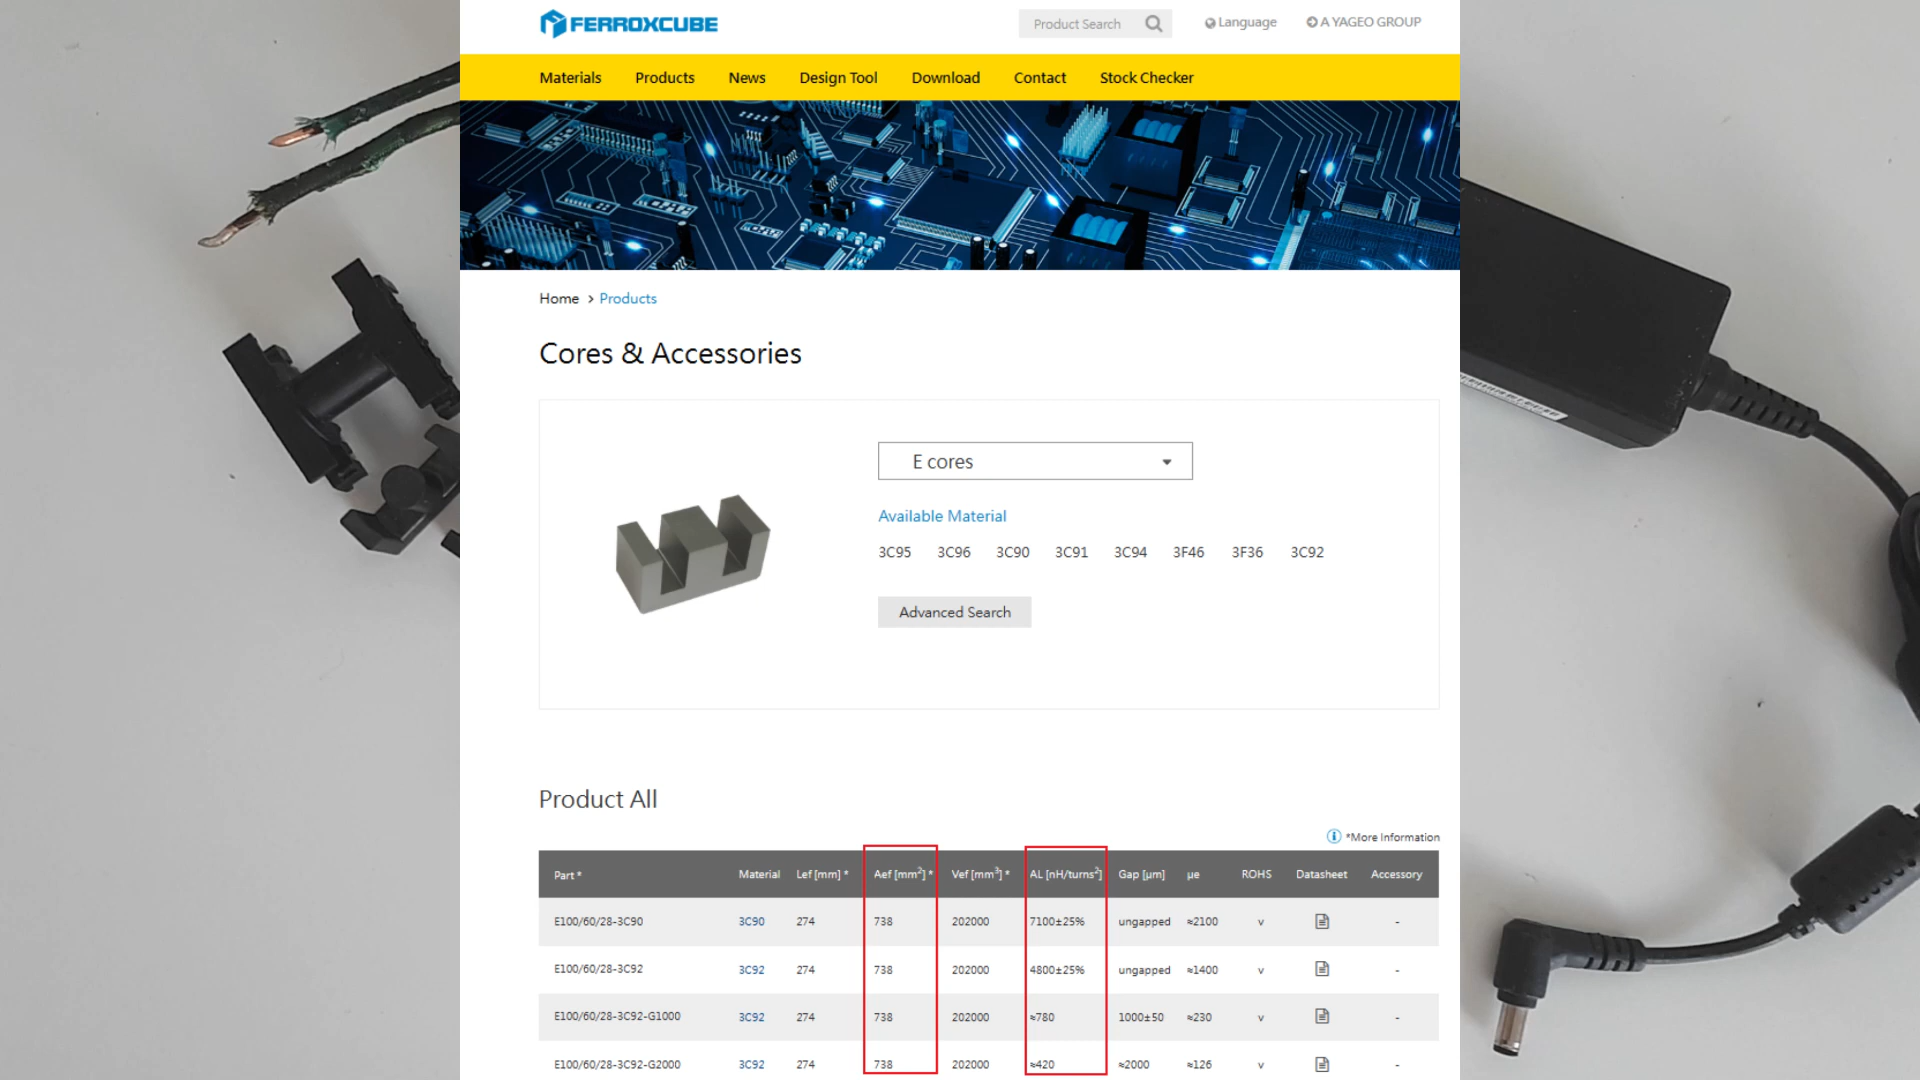 FERROXCUBE
Product Search
Language
A YAGEO GROUP
Materials Products News Design Tool Download Contact Stock Checker
Home > Products
Cores & Accessories
E cores
Available Material
3C95 3C96 3C90 3C91 3C94 3F46 3F36 3C92
Advanced Search
Product All
*More Information
Part * Material Lef [mm] * Aef [mm²] * Vef [mm³] * AL [nH/turns²] Gap [µm] µe ROHS Datasheet Accessory
E100/60/28-3C90 3C90 274 738 202000 7100±25% ungapped ≈2100 v -
E100/60/28-3C92 3C92 274 738 202000 4800±25% ungapped ≈1400 v -
E100/60/28-3C92-G1000 3C92 274 738 202000 ≈780 1000±50 ≈230 v -
E100/60/28-3C92-G2000 3C92 274 738 202000 ≈420 ≈2000 ≈126 v -